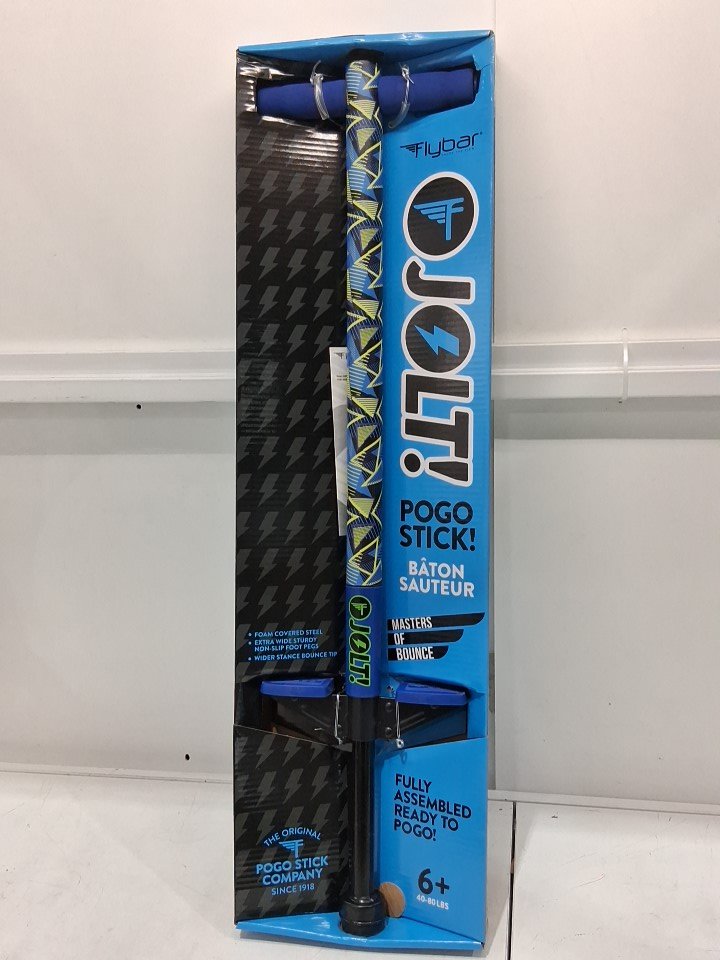 Flybar
JOLT!
POGO
STICK!
BÂTON
SAUTEUR
MASTERS
OF
BOUNCE
JOLT!
• FOAM COVERED STEEL
• EXTRA WIDE STURDY
NON-SLIP FOOT PEGS
• WIDER STANCE BOUNCE TIP
FULLY
ASSEMBLED
READY TO
POGO!
THE ORIGINAL
POGO STICK
COMPANY
SINCE 1918
6+
40-80 LBS